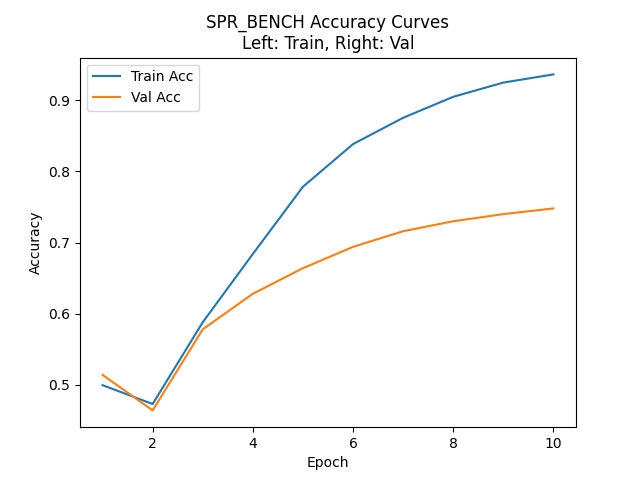 SPR_BENCH Accuracy Curves
Left: Train, Right: Val
Train Acc
Val Acc
0.9
0.8
0.7
0.6
0.5
Accuracy
2
4
6
8
10
Epoch